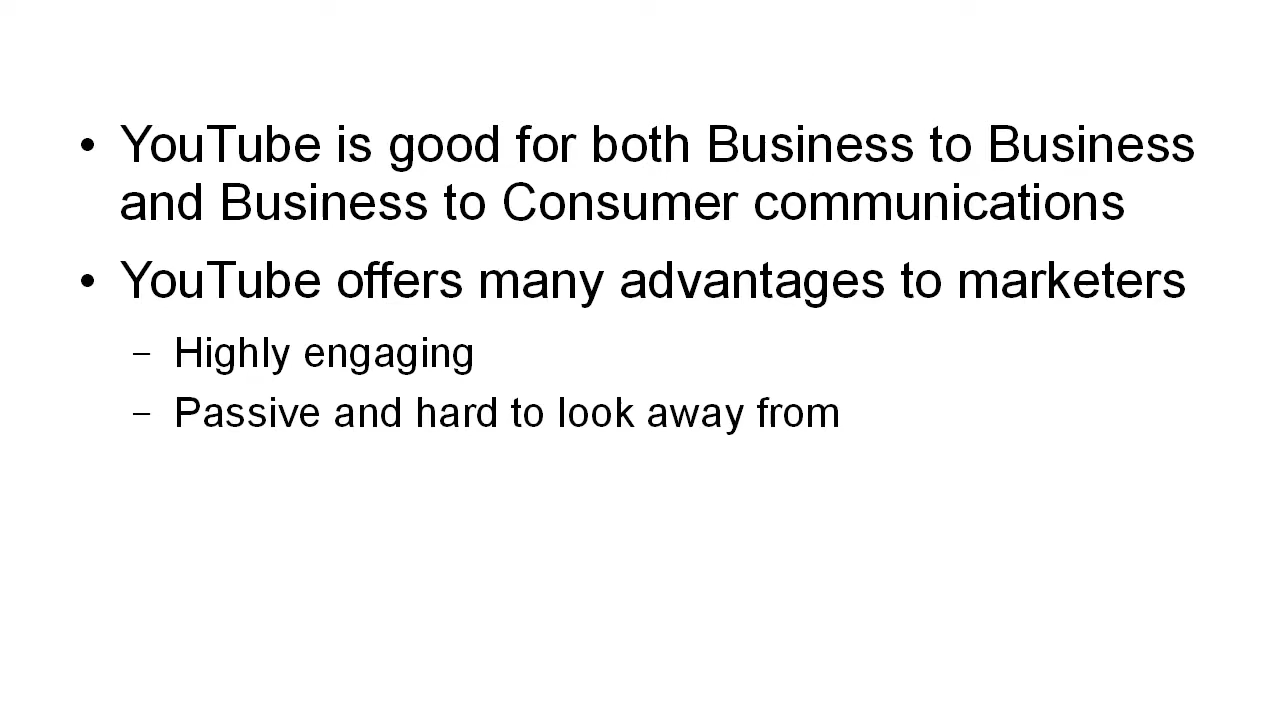 • YouTube is good for both Business to Business
and Business to Consumer communications
• YouTube offers many advantages to marketers
– Highly engaging
– Passive and hard to look away from